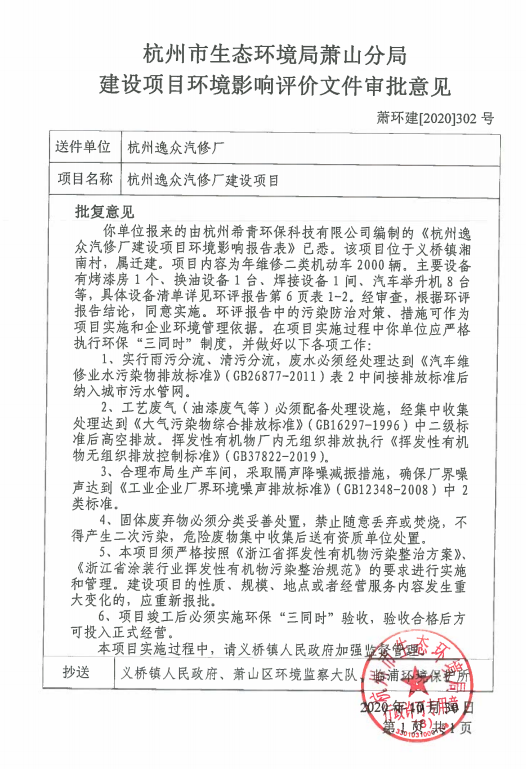 杭州市生态环境局萧山分局
建设项目环境影响评价文件审批意见
萧环建[2020]302 号
送件单位 杭州逸众汽修厂
项目名称 杭州逸众汽修厂建设项目
批复意见
你单位报来的由杭州希青环保科技有限公司编制的《杭州逸
众汽修厂建设项目环境影响报告表》已悉。该项目位于义桥镇湘
南村，属迁建。项目内容为年维修二类机动车 2000 辆。主要设备
有烤漆房 1 个、换油设备 1 台、焊接设备 1 间、汽车举升机 8 台
等，具体设备清单详见环评报告第 6 页表 1-2。经审查，根据环评
报告结论，同意实施。环评报告中的污染防治对策、措施可作为
项目实施和企业环境管理依据。在项目实施过程中你单位应严格
执行环保“三同时”制度，并做好以下各项工作：
1、实行雨污分流、清污分流，废水必须经处理达到《汽车维
修业水污染物排放标准》（GB26877-2011）表 2 中间接排放标准后
纳入城市污水管网。
2、工艺废气（油漆废气等）必须配备处理设施，经集中收集
处理达到《大气污染物综合排放标准》（GB16297-1996）中二级标
准后高空排放。挥发性有机物厂内无组织排放执行《挥发性有机
物无组织排放控制标准》（GB37822-2019）。
3、合理布局生产车间，采取隔声降噪减振措施，确保厂界噪
声达到《工业企业厂界环境噪声排放标准》（GB12348-2008）中 2
类标准。
4、固体废弃物必须分类妥善处置，禁止随意丢弃或焚烧，不
得产生二次污染，危险废物集中收集后送有资质单位处置。
5、本项目须严格按照《浙江省挥发性有机物污染整治方案》、
《浙江省涂装行业挥发性有机物污染整治规范》的要求进行实施
和管理。建设项目的性质、规模、地点或者经营服务内容发生重
大变化的，应重新报批。
6、项目竣工后必须实施环保“三同时”验收，验收合格后方
可投入正式经营。
本项目实施过程中，请义桥镇人民政府加强监督管理。
抄送 义桥镇人民政府、萧山区环境监察大队、临浦环境保护所
2020 年 10 月 30 日
第 1 页 共 1 页
杭州市生态环境局
行政许可专用章
(8)